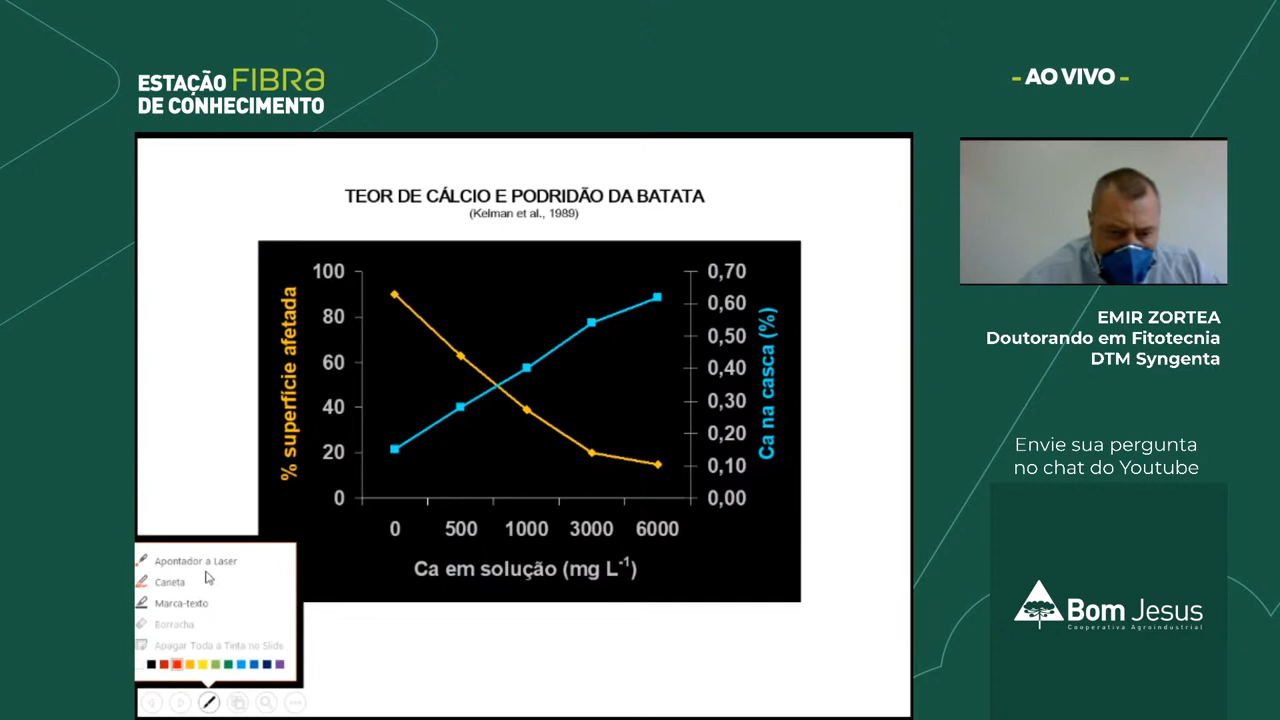 ESTAÇÃO FIBRA
DE CONHECIMENTO
- AO VIVO -
TEOR DE CÁLCIO E PODRIDÃO DA BATATA
(Kelman et al., 1989)
% superfície afetada
100
80
60
40
20
0
0,70
0,60
0,50
0,40
0,30
0,20
0,10
0,00
Ca na casca (%)
0 500 1000 3000 6000
Ca em solução (mg L⁻¹)
Apontador a Laser
Caneta
Marca-texto
Borracha
Apagar Toda a Tinta no Slide
EMIR ZORTEA
Doutorando em Fitotecnia
DTM Syngenta
Envie sua pergunta
no chat do Youtube
Bom Jesus
Cooperativa Agroindustrial